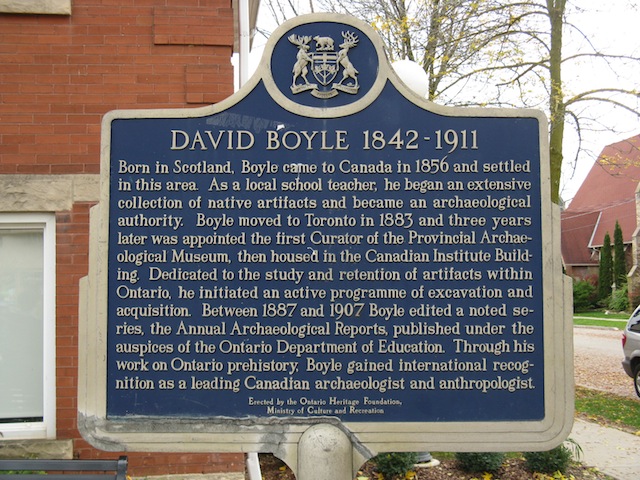 DAVID BOYLE 1842-1911
Born in Scotland, Boyle came to Canada in 1856 and settled
in this area. As a local school teacher, he began an extensive
collection of native artifacts and became an archaeological
authority. Boyle moved to Toronto in 1883 and three years
later was appointed the first Curator of the Provincial Archae-
ological Museum, then housed in the Canadian Institute Build-
ing. Dedicated to the study and retention of artifacts within
Ontario, he initiated an active programme of excavation and
acquisition. Between 1887 and 1907 Boyle edited a noted se-
ries, the Annual Archaeological Reports, published under the
auspices of the Ontario Department of Education. Through his
work on Ontario prehistory, Boyle gained international recog-
nition as a leading Canadian archaeologist and anthropologist.
Erected by the Ontario Heritage Foundation,
Ministry of Culture and Recreation